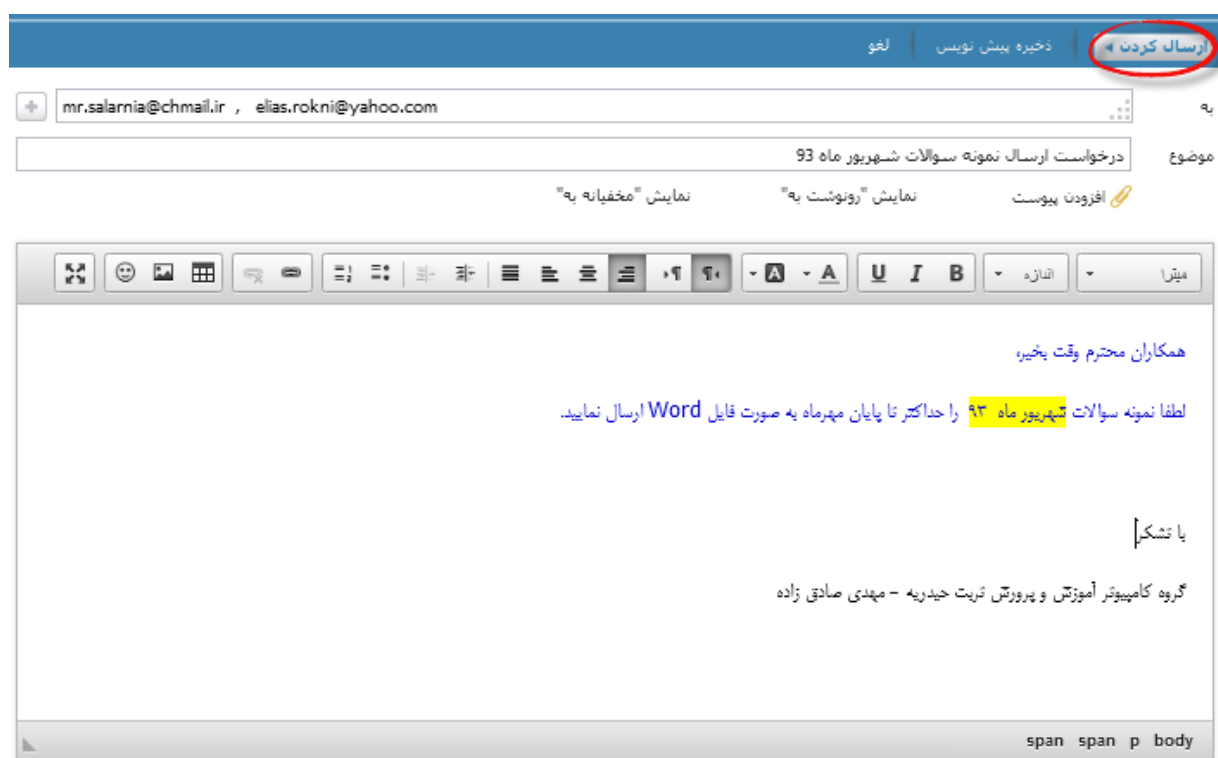 ارسال کردن ذخیره پیش نویس لغو
به mr.salarnia@chmail.ir , elias.rokni@yahoo.com
موضوع درخواست ارسال نمونه سوالات شهریور ماه 93
افزودن پیوست نمایش "رونوشت به" نمایش "مخفیانه به"
میترا اندازه B I U A A
همکاران محترم وقت بخیر،
لطفا نمونه سوالات شهریور ماه ۹۳ را حداکثر تا پایان مهرماه به صورت فایل Word ارسال نمایید.
با تشکر
گروه کامپیوتر آموزش و پرورش تربت حیدریه - مهدی صادق زاده
span span p body